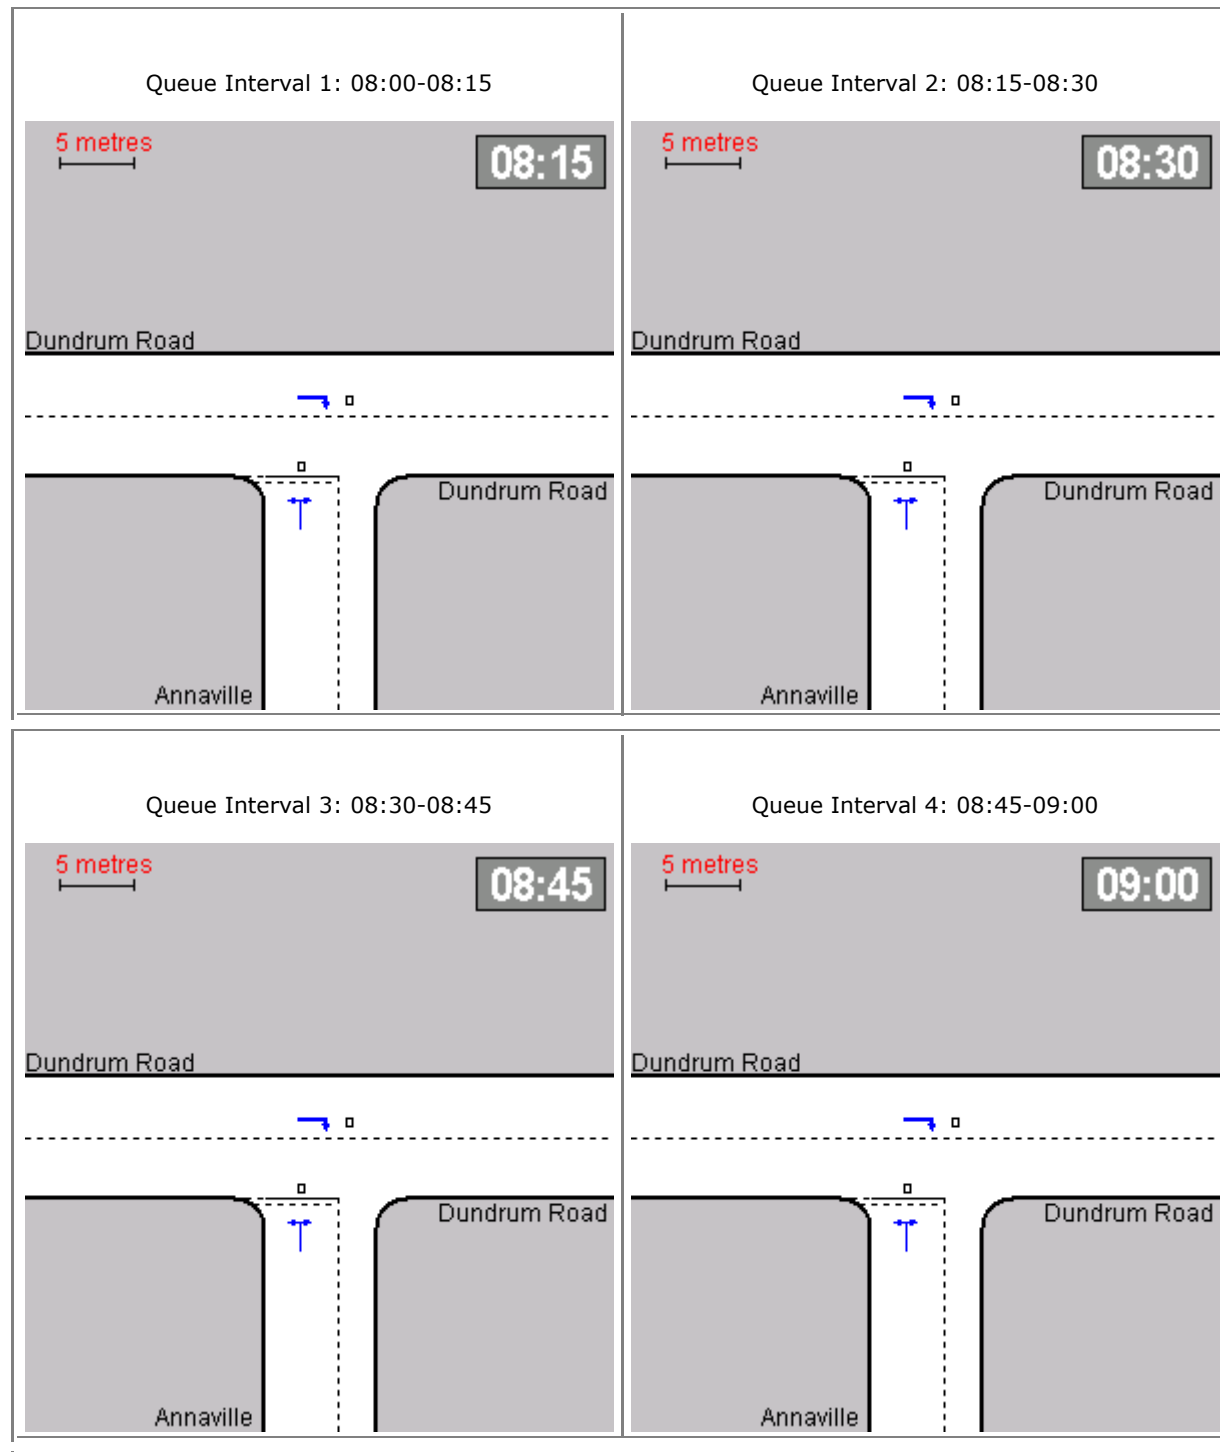 Queue Interval 1: 08:00-08:15
5 metres
08:15
Dundrum Road
Dundrum Road
Annaville
Queue Interval 2: 08:15-08:30
5 metres
08:30
Dundrum Road
Dundrum Road
Annaville
Queue Interval 3: 08:30-08:45
5 metres
08:45
Dundrum Road
Dundrum Road
Annaville
Queue Interval 4: 08:45-09:00
5 metres
09:00
Dundrum Road
Dundrum Road
Annaville